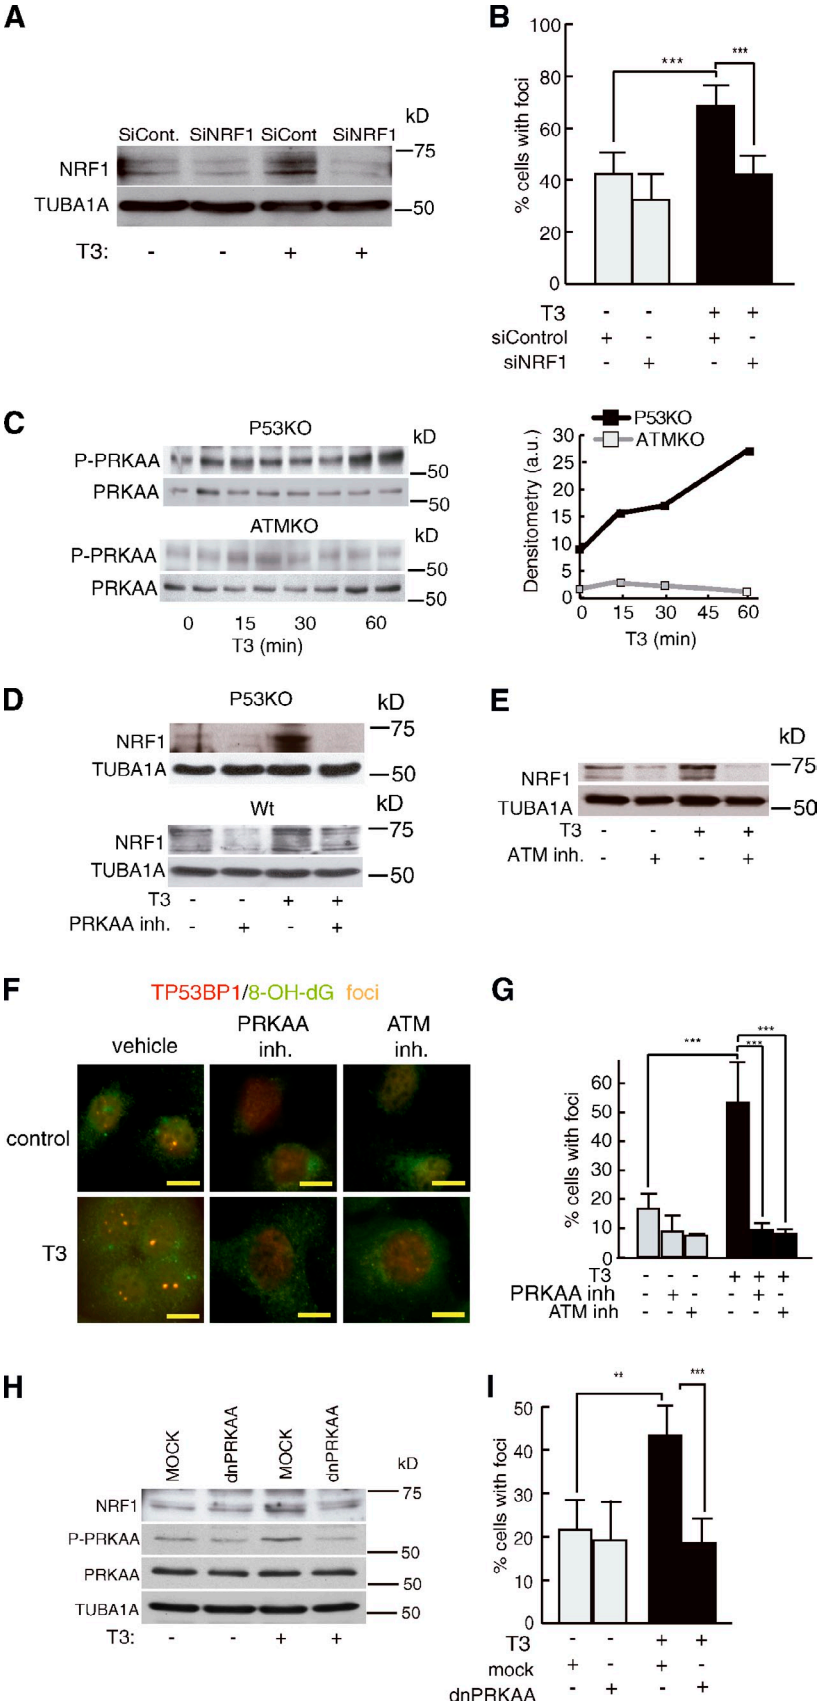 A
kD
SiCont. SiNRF1 SiCont SiNRF1
75
NRF1
TUBA1A
50
T3: - - + +
B
% cells with foci
100
80
60
40
20
0
*** ***
T3 - - + +
siControl + - + -
siNRF1 - + - +
C
P53KO
kD
P-PRKAA
50
PRKAA
50
ATMKO
kD
P-PRKAA
50
PRKAA
50
0 15 30 60
T3 (min)
P53KO
ATMKO
Densitometry (a.u.)
30
25
20
15
10
5
0
0 15 30 45 60
T3 (min)
D
P53KO
kD
75
NRF1
TUBA1A
50
Wt
kD
75
NRF1
TUBA1A
50
T3 - - + +
PRKAA inh. - + - +
E
kD
75
NRF1
TUBA1A
50
T3 - - + +
ATM inh. - + - +
F
TP53BP1/8-OH-dG foci
vehicle PRKAA inh. ATM inh.
control
T3
G
% cells with foci
60
50
40
30
20
10
0
*** *** ***
T3 - - - + + +
PRKAA inh - + - - + -
ATM inh - - + - - +
H
MOCK dnPRKAA MOCK dnPRKAA
kD
75
NRF1
P-PRKAA
50
PRKAA
50
TUBA1A
50
T3: - - + +
I
% cells with foci
50
40
30
20
10
0
** ***
T3 - - + +
mock + - + -
dnPRKAA - + - +